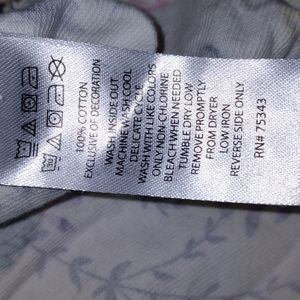 100% COTTON
EXCLUSIVE OF DECORATION
WASH INSIDE OUT
MACHINE WASH COOL
DELICATE CYCLE
WASH WITH LIKE COLORS
ONLY NON-CHLORINE
BLEACH WHEN NEEDED
TUMBLE DRY LOW
REMOVE PROMPTLY
FROM DRYER
LOW IRON
REVERSE SIDE ONLY
RN# 75343